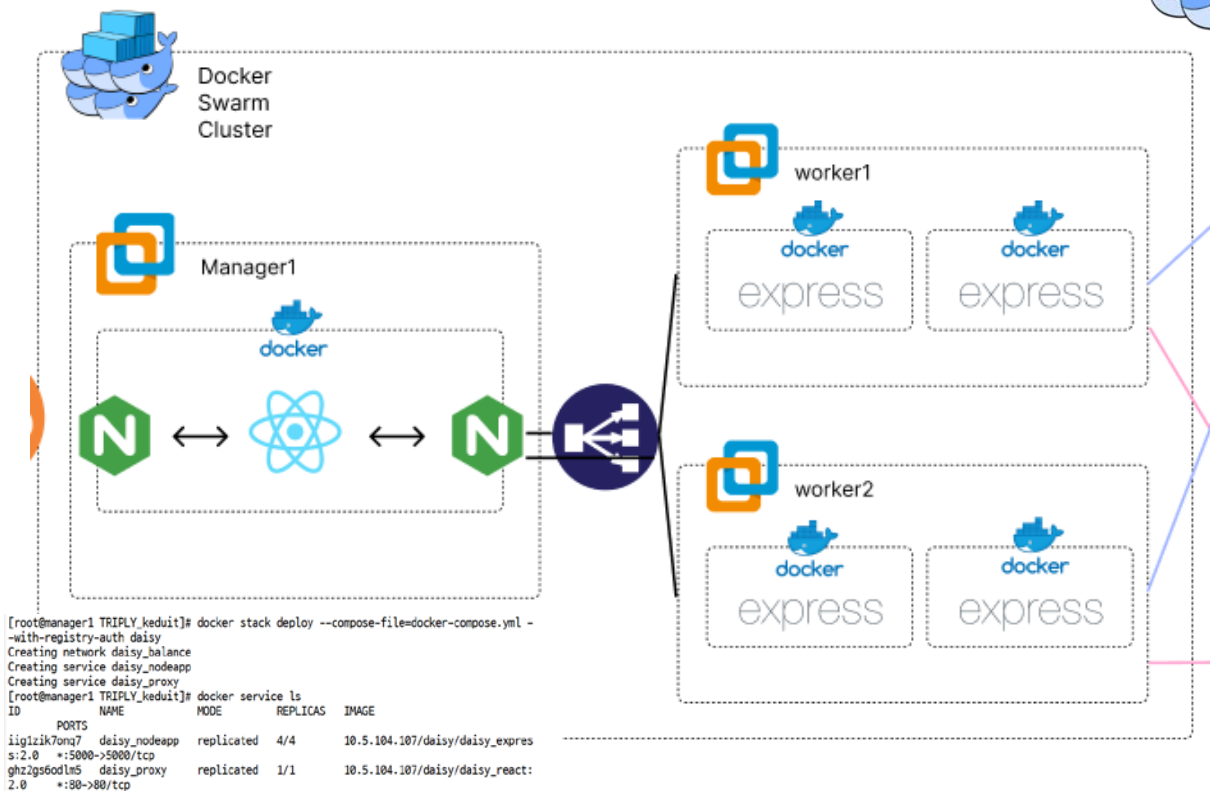 Docker
Swarm
Cluster
Manager1
docker
N
N
worker1
docker
docker
express
express
worker2
docker
docker
express
express
[root@manager1 TRIPLY_keduit]# docker stack deploy --compose-file=docker-compose.yml -
-with-registry-auth daisy
Creating network daisy_balance
Creating service daisy_nodeapp
Creating service daisy_proxy
[root@manager1 TRIPLY_keduit]# docker service ls
ID NAME MODE REPLICAS IMAGE
PORTS
iig1zik7onq7 daisy_nodeapp replicated 4/4 10.5.104.107/daisy/daisy_expres
s:2.0 *:5000->5000/tcp
ghz2gs6odlm5 daisy_proxy replicated 1/1 10.5.104.107/daisy/daisy_react:
2.0 *:80->80/tcp